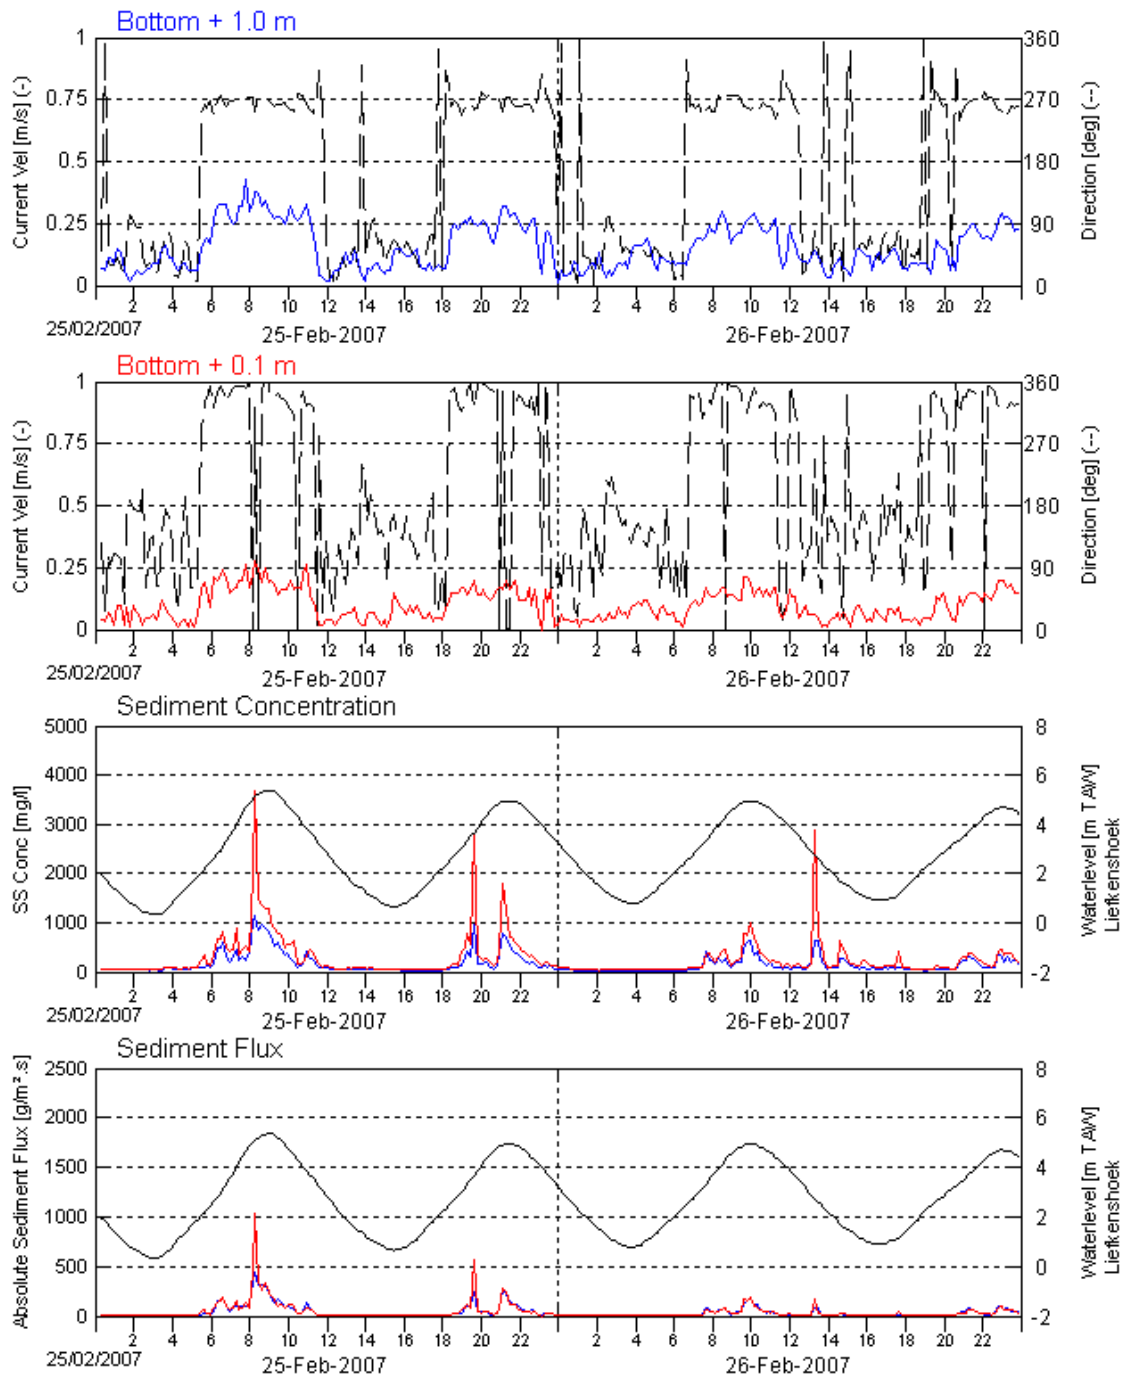 Bottom + 1.0 m
Current Vel [m/s] (-)
1
0.75
0.5
0.25
0
360
270
180
90
0
Direction [deg] (--)
2 4 6 8 10 12 14 16 18 20 22 2 4 6 8 10 12 14 16 18 20 22
25/02/2007
25-Feb-2007 26-Feb-2007
Bottom + 0.1 m
Current Vel [m/s] (-)
1
0.75
0.5
0.25
0
360
270
180
90
0
Direction [deg] (--)
2 4 6 8 10 12 14 16 18 20 22 2 4 6 8 10 12 14 16 18 20 22
25/02/2007
25-Feb-2007 26-Feb-2007
Sediment Concentration
SS Conc [mg/l]
5000
4000
3000
2000
1000
0
8
6
4
2
0
-2
Waterlevel [m TAW]
Liefkenshoek
2 4 6 8 10 12 14 16 18 20 22 2 4 6 8 10 12 14 16 18 20 22
25/02/2007
25-Feb-2007 26-Feb-2007
Sediment Flux
Absolute Sediment Flux [g/m².s]
2500
2000
1500
1000
500
0
8
6
4
2
0
-2
Waterlevel [m TAW]
Liefkenshoek
2 4 6 8 10 12 14 16 18 20 22 2 4 6 8 10 12 14 16 18 20 22
25/02/2007
25-Feb-2007 26-Feb-2007